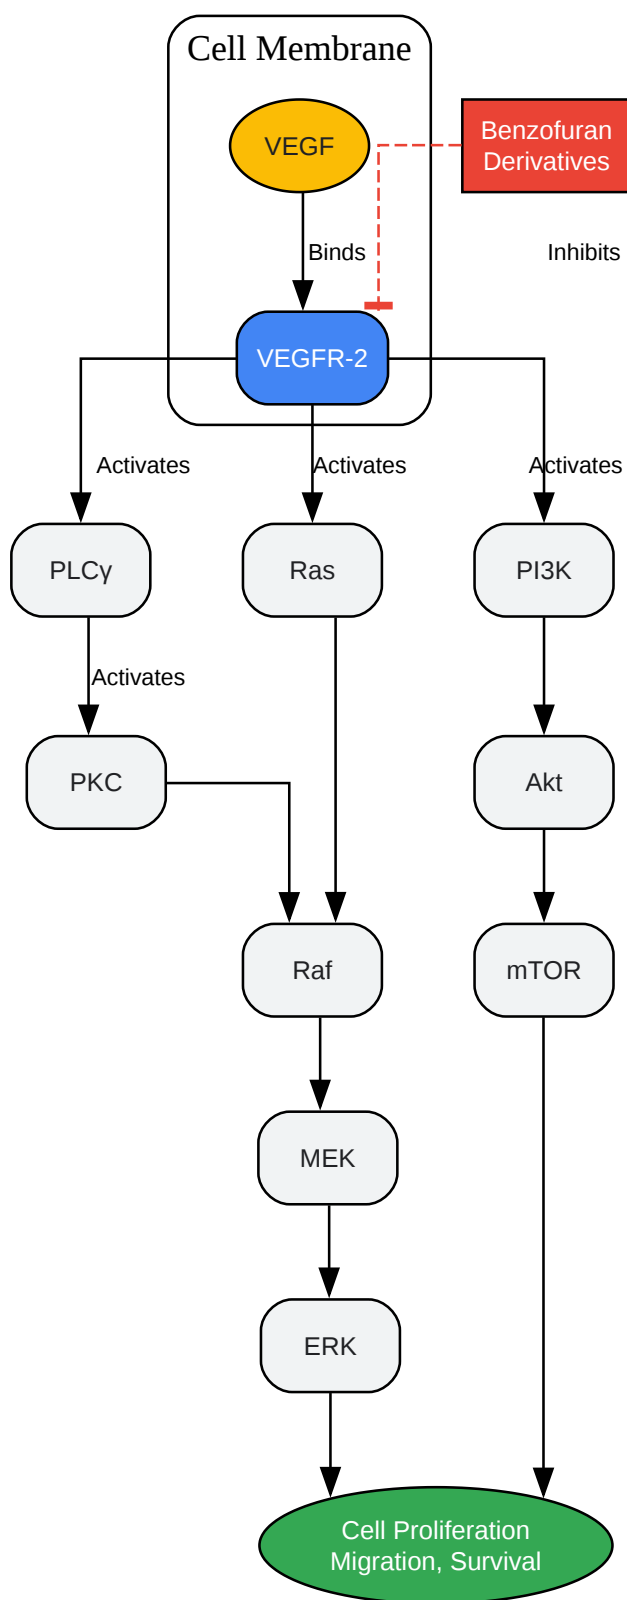 Cell Membrane
VEGF
Benzofuran
Derivatives
Binds
Inhibits
VEGFR-2
Activates
Activates
Activates
PLCγ
Ras
PI3K
Activates
PKC
Akt
Raf
mTOR
MEK
ERK
Cell Proliferation
Migration, Survival